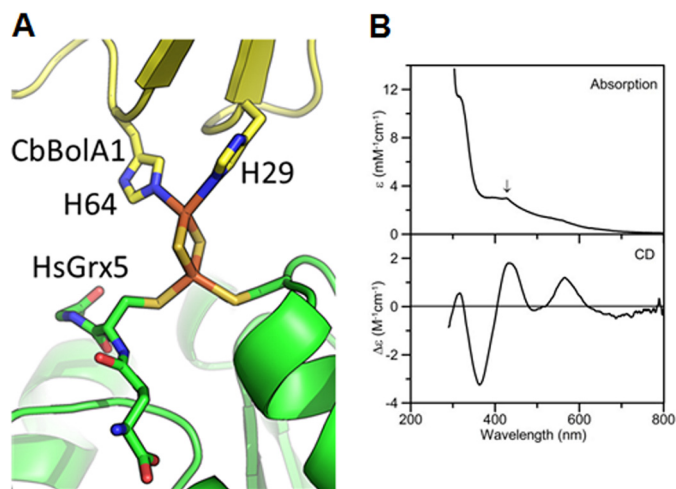 A
CbBolA1
H64
H29
HsGrx5
B
Absorption
ε (mM⁻¹cm⁻¹)
12
8
4
0
CD
Δε (M⁻¹cm⁻¹)
2
0
-2
-4
200 400 600 800
Wavelength (nm)